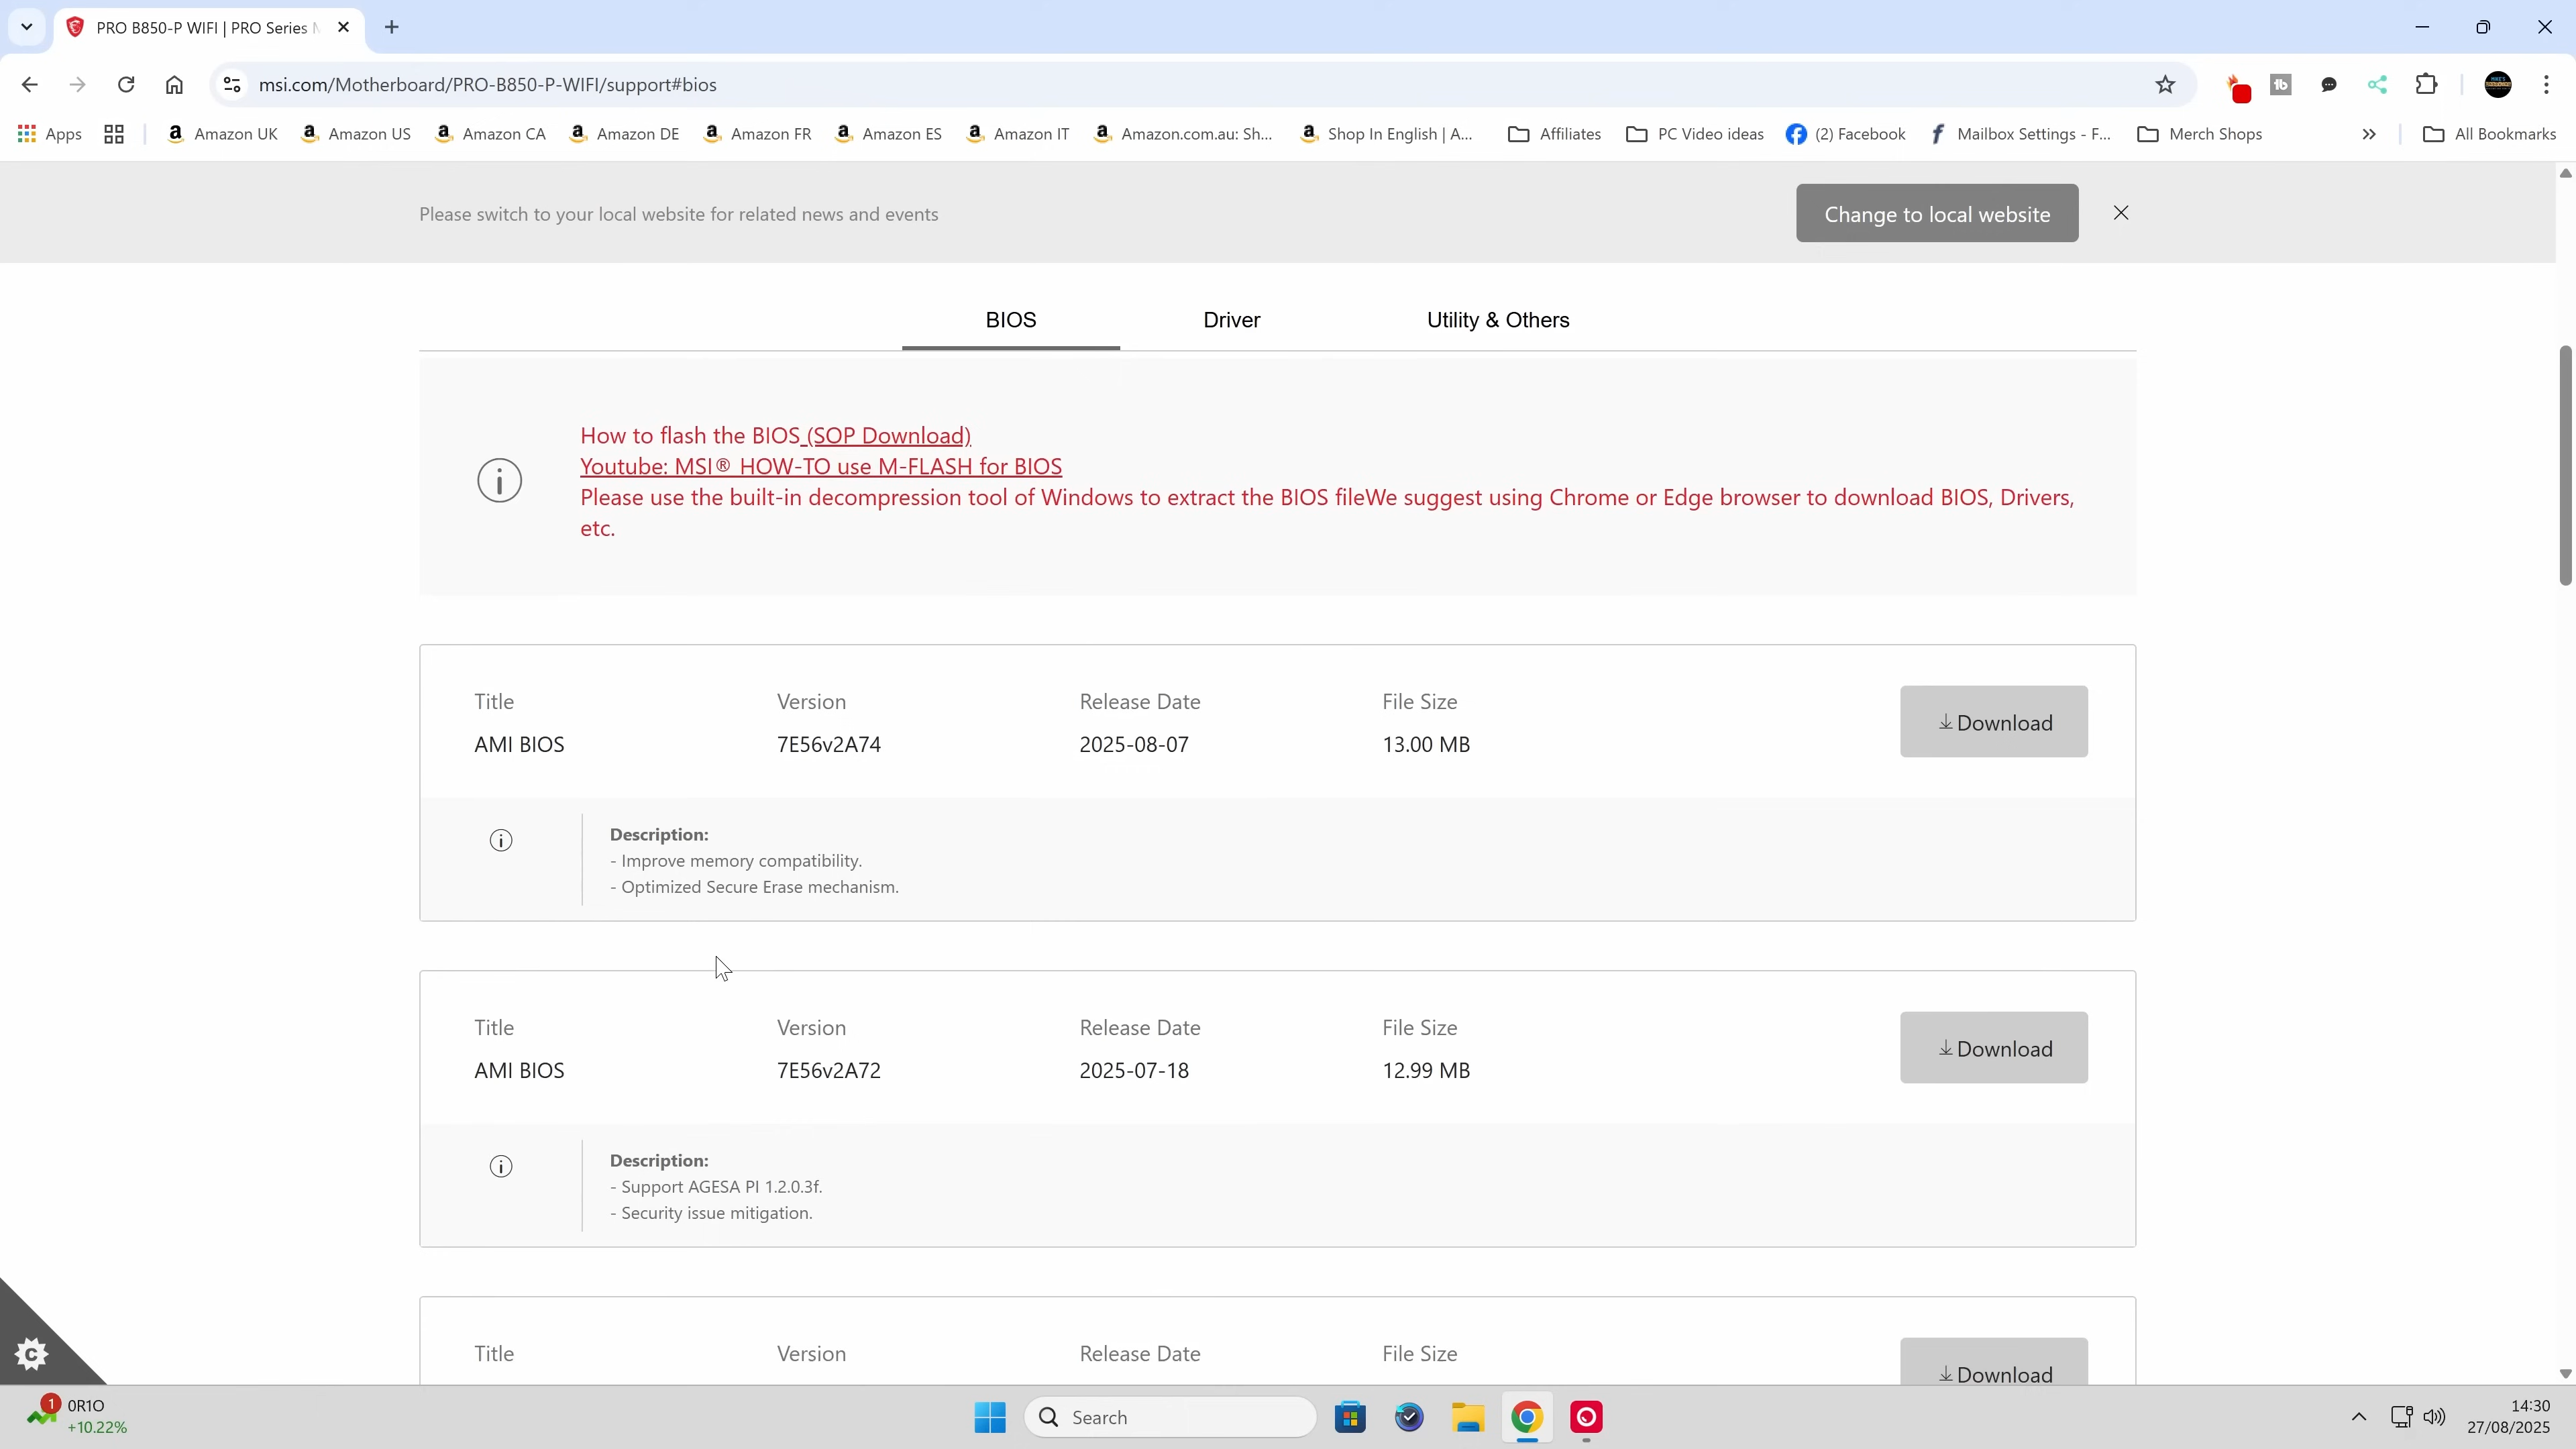 PRO B850-P WIFI | PRO Series M
msi.com/Motherboard/PRO-B850-P-WIFI/support#bios
Apps Amazon UK Amazon US Amazon CA Amazon DE Amazon FR Amazon ES Amazon IT Amazon.com.au: Sh... Shop In English | A... Affiliates PC Video ideas (2) Facebook Mailbox Settings - F... Merch Shops » All Bookmarks
Please switch to your local website for related news and events
Change to local website
BIOS Driver Utility & Others
How to flash the BIOS (SOP Download)
Youtube: MSI® HOW-TO use M-FLASH for BIOS
Please use the built-in decompression tool of Windows to extract the BIOS fileWe suggest using Chrome or Edge browser to download BIOS, Drivers,
etc.
Title Version Release Date File Size
Download
AMI BIOS 7E56v2A74 2025-08-07 13.00 MB
Description:
- Improve memory compatibility.
- Optimized Secure Erase mechanism.
Title Version Release Date File Size
Download
AMI BIOS 7E56v2A72 2025-07-18 12.99 MB
Description:
- Support AGESA PI 1.2.0.3f.
- Security issue mitigation.
Title Version Release Date File Size
Download
1 0R1O
+10.22%
Search
14:30
27/08/2025